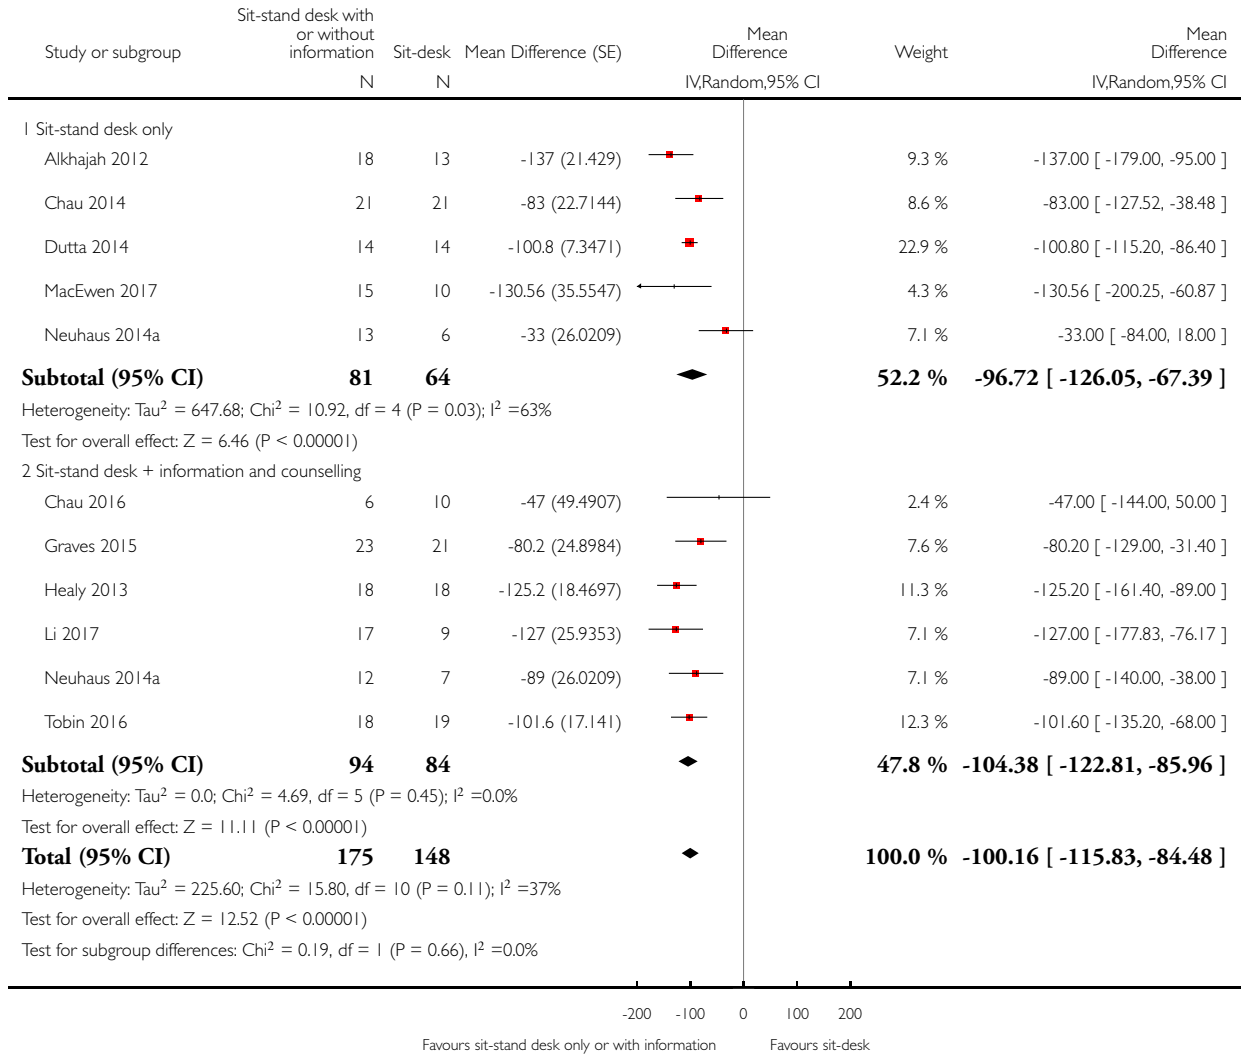 Sit-stand desk with
or without
information
Study or subgroup Sit-desk Mean Difference (SE) Mean Difference Weight Mean Difference
N N IV,Random,95% CI IV,Random,95% CI
1 Sit-stand desk only
Alkhajah 2012 18 13 -137 (21.429) 9.3 % -137.00 [ -179.00, -95.00 ]
Chau 2014 21 21 -83 (22.7144) 8.6 % -83.00 [ -127.52, -38.48 ]
Dutta 2014 14 14 -100.8 (7.3471) 22.9 % -100.80 [ -115.20, -86.40 ]
MacEwen 2017 15 10 -130.56 (35.5547) 4.3 % -130.56 [ -200.25, -60.87 ]
Neuhaus 2014a 13 6 -33 (26.0209) 7.1 % -33.00 [ -84.00, 18.00 ]
Subtotal (95% CI) 81 64 52.2 % -96.72 [ -126.05, -67.39 ]
Heterogeneity: Tau² = 647.68; Chi² = 10.92, df = 4 (P = 0.03); I² =63%
Test for overall effect: Z = 6.46 (P < 0.00001)
2 Sit-stand desk + information and counselling
Chau 2016 6 10 -47 (49.4907) 2.4 % -47.00 [ -144.00, 50.00 ]
Graves 2015 23 21 -80.2 (24.8984) 7.6 % -80.20 [ -129.00, -31.40 ]
Healy 2013 18 18 -125.2 (18.4697) 11.3 % -125.20 [ -161.40, -89.00 ]
Li 2017 17 9 -127 (25.9353) 7.1 % -127.00 [ -177.83, -76.17 ]
Neuhaus 2014a 12 7 -89 (26.0209) 7.1 % -89.00 [ -140.00, -38.00 ]
Tobin 2016 18 19 -101.6 (17.141) 12.3 % -101.60 [ -135.20, -68.00 ]
Subtotal (95% CI) 94 84 47.8 % -104.38 [ -122.81, -85.96 ]
Heterogeneity: Tau² = 0.0; Chi² = 4.69, df = 5 (P = 0.45); I² =0.0%
Test for overall effect: Z = 11.11 (P < 0.00001)
Total (95% CI) 175 148 100.0 % -100.16 [ -115.83, -84.48 ]
Heterogeneity: Tau² = 225.60; Chi² = 15.80, df = 10 (P = 0.11); I² =37%
Test for overall effect: Z = 12.52 (P < 0.00001)
Test for subgroup differences: Chi² = 0.19, df = 1 (P = 0.66), I² =0.0%
-200 -100 0 100 200
Favours sit-stand desk only or with information Favours sit-desk